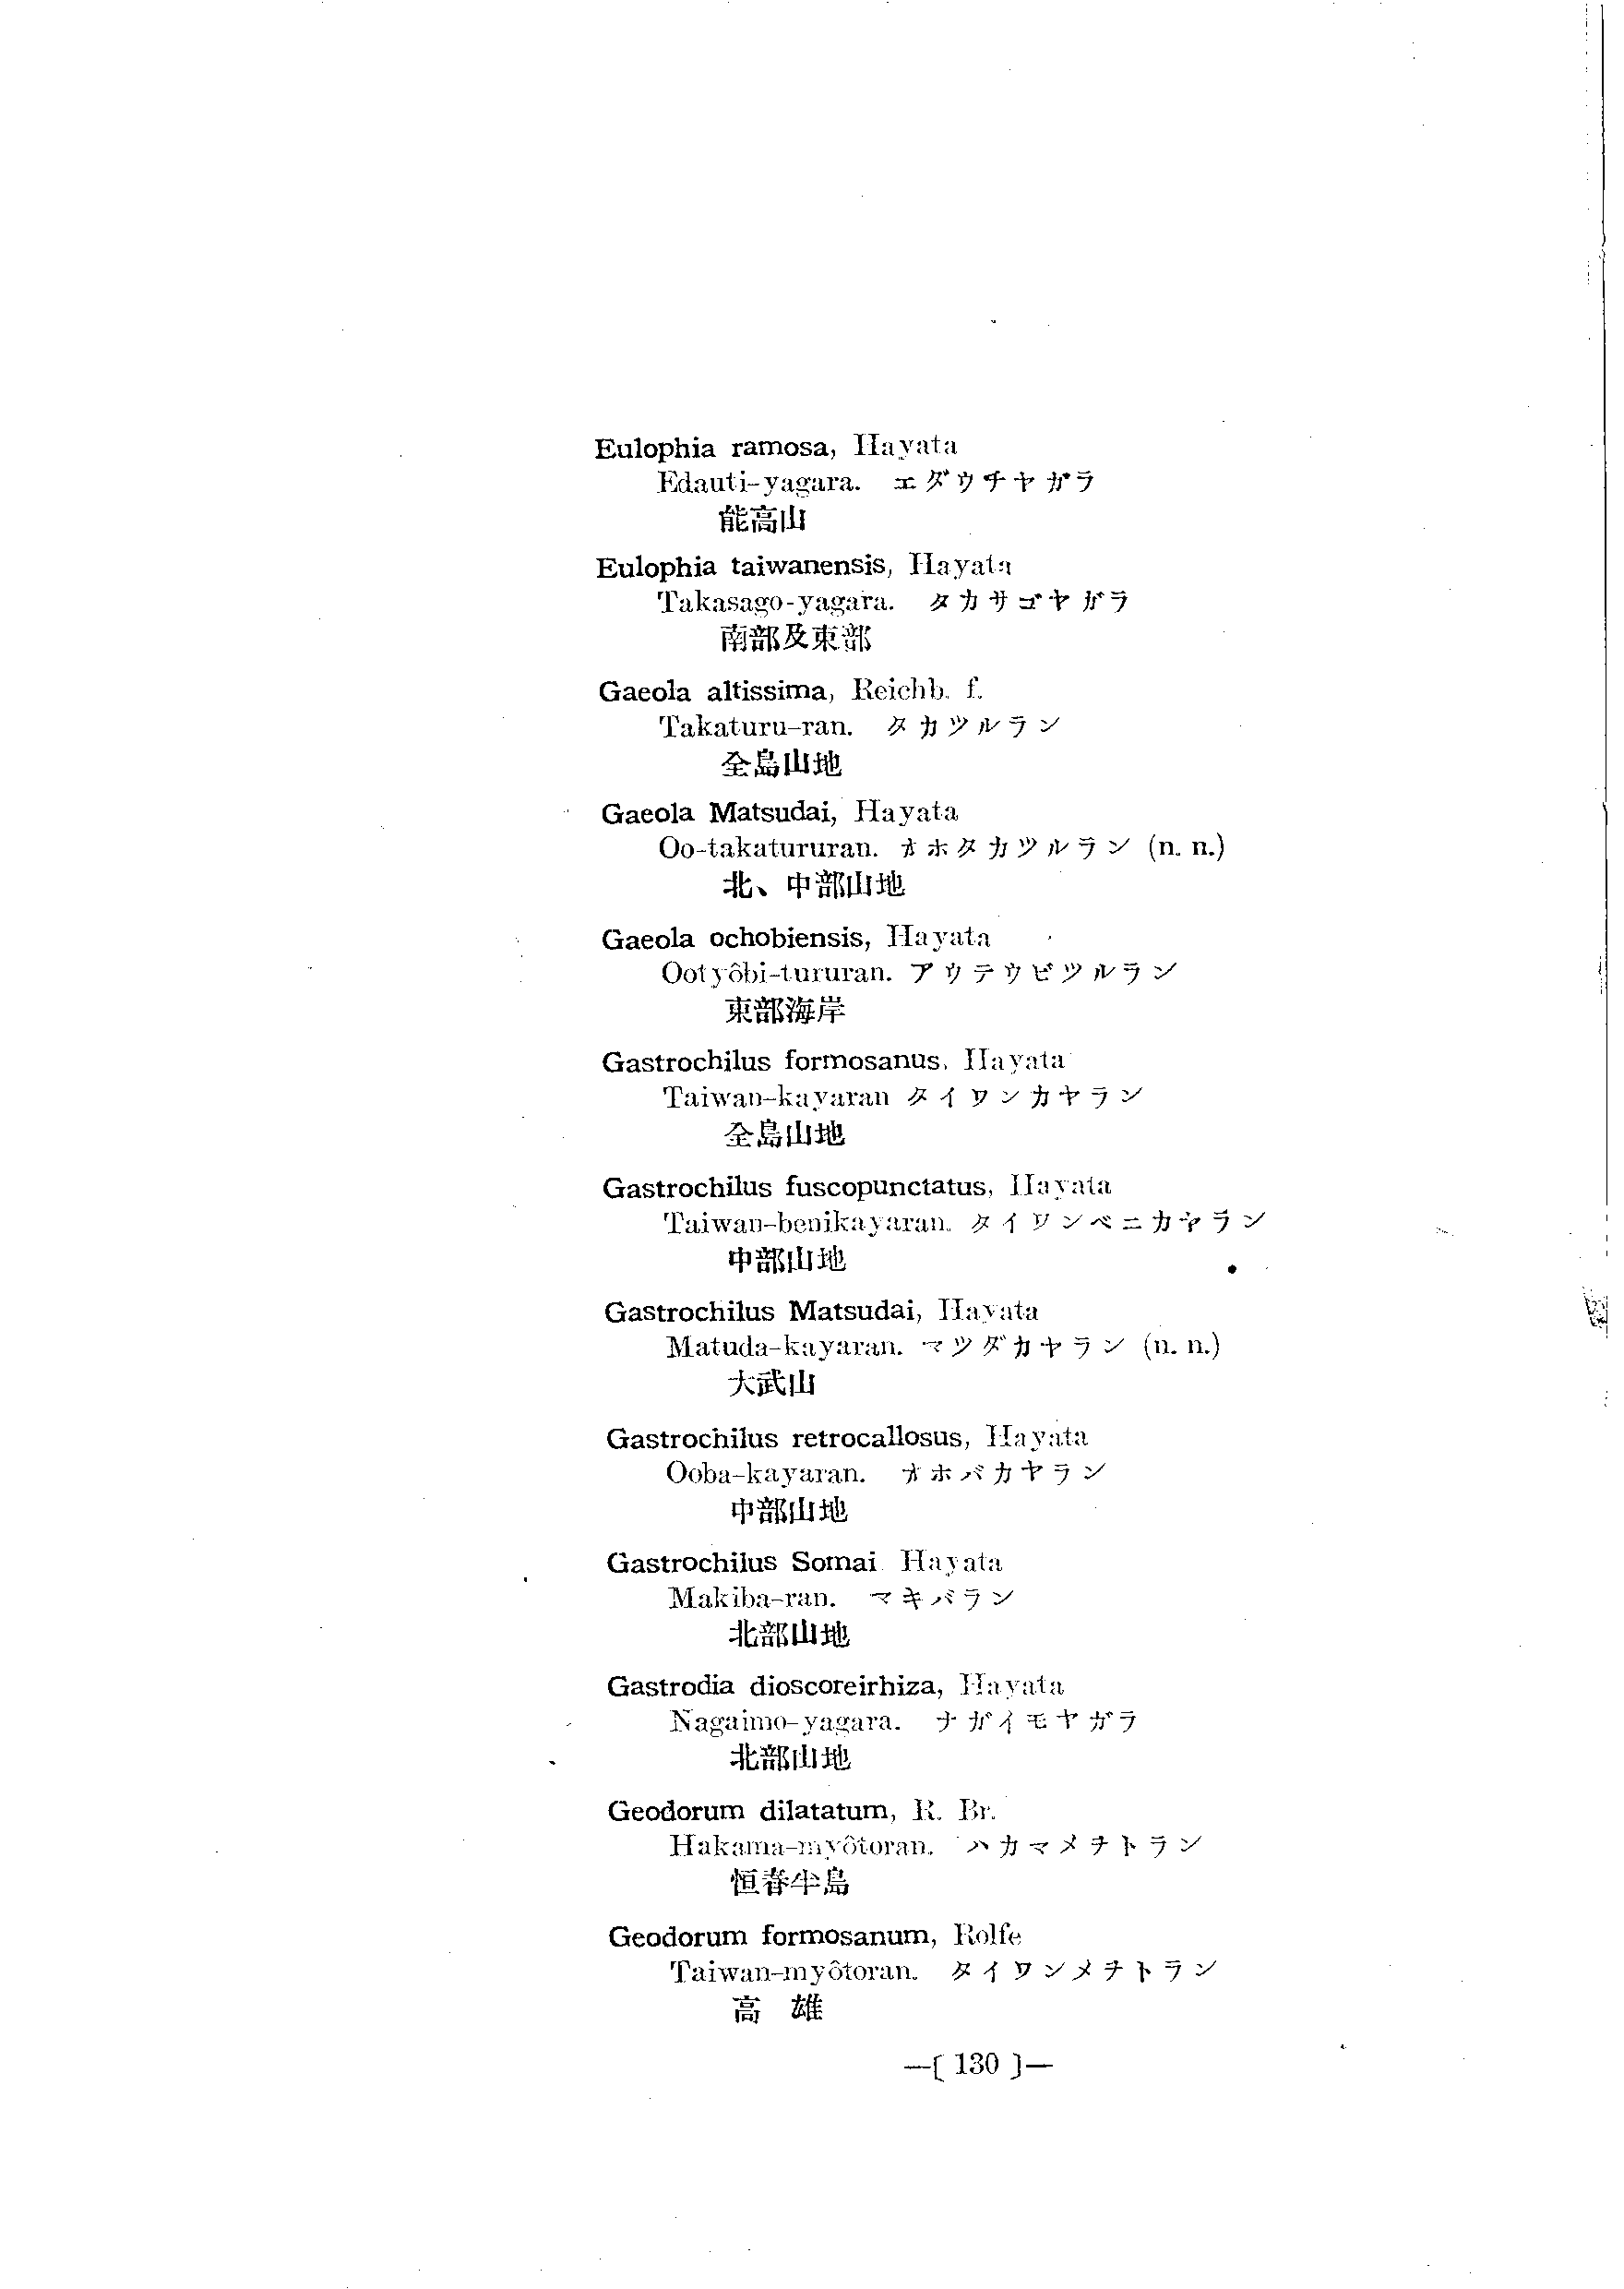 Eulophia ramosa, Hayata
Edauti-yagara. エダウチヤガラ
能高山
Eulophia taiwanensis, Hayata
Takasago-yagara. タカサゴヤガラ
南部及東部
Gaeola altissima, Reichb. f.
Takaturu-ran. タカツルラン
全島山地
Gaeola Matsudai, Hayata
Oo-takatururan. オホタカツルラン (n. n.)
北、中部山地
Gaeola ochobiensis, Hayata
Ootyôbi-tururan. アウテウビツルラン
東部海岸
Gastrochilus formosanus, Hayata
Taiwan-kayaran タイワンカヤラン
全島山地
Gastrochilus fuscopunctatus, Hayata
Taiwan-benikayaran. タイワンベニカヤラン
中部山地
Gastrochilus Matsudai, Hayata
Matuda-kayaran. マツダカヤラン (n. n.)
大武山
Gastrochilus retrocallosus, Hayata
Ooba-kayaran. オホバカヤラン
中部山地
Gastrochilus Somai Hayata
Makiba-ran. マキバラン
北部山地
Gastrodia dioscoreirhiza, Hayata
Nagaimo-yagara. ナガイモヤガラ
北部山地
Geodorum dilatatum, R. Br.
Hakama-myôtoran. ハカマメヲトラン
恒春半島
Geodorum formosanum, Rolfe
Taiwan-myôtoran. タイワンメヲトラン
高 雄
—( 130 )—